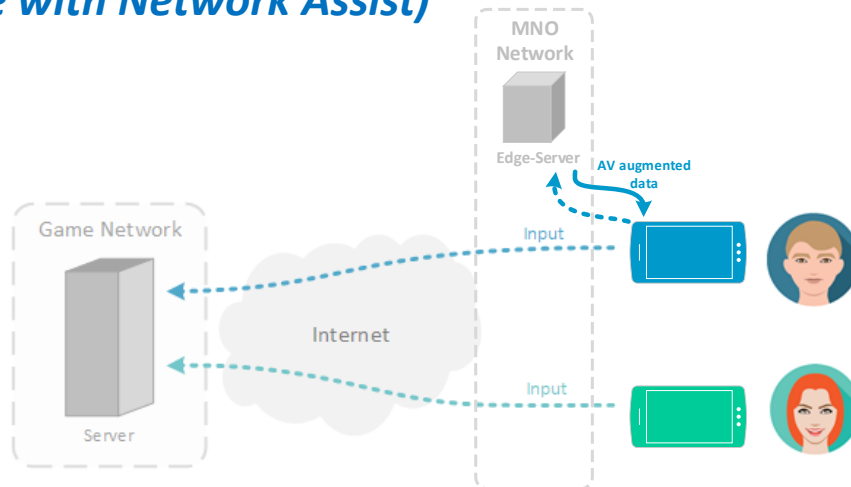 e with Network Assist)
MNO
Network
Edge-Server
AV augmented
data
Game Network
Input
Internet
Input
Server